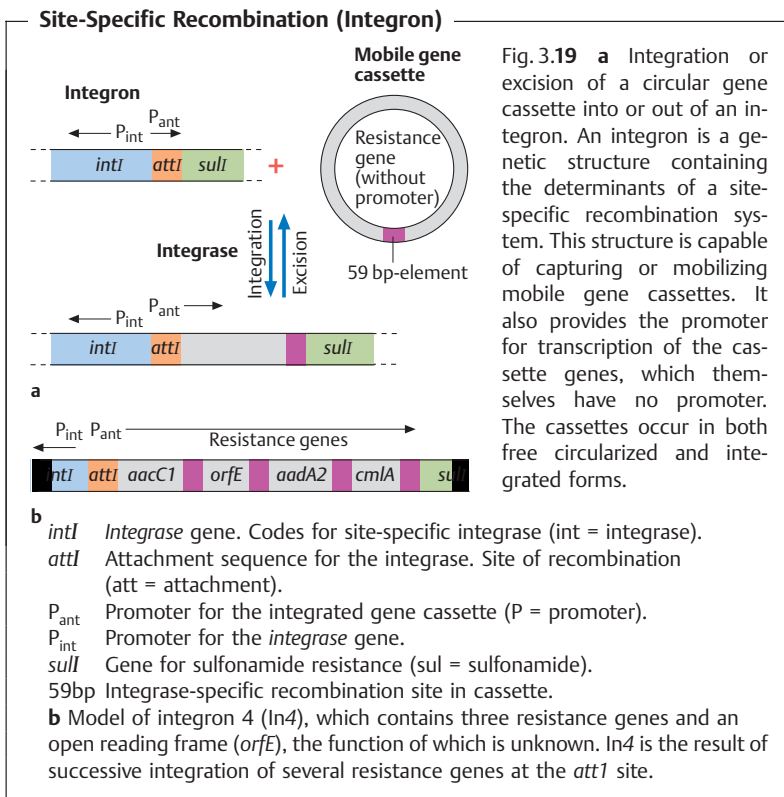 Site-Specific Recombination (Integron)
Mobile gene
cassette
Integron
P_ant
P_int
intI attI sulI +
Resistance
gene
(without
promoter)
59 bp-element
Integrase
Integration
Excision
P_ant
P_int
intI attI sulI
a
P_int P_ant
Resistance genes
intI attI aacC1 orfE aadA2 cmlA sulI
b
Fig. 3.19 a Integration or
excision of a circular gene
cassette into or out of an in-
tegron. An integron is a ge-
netic structure containing
the determinants of a site-
specific recombination sys-
tem. This structure is capable
of capturing or mobilizing
mobile gene cassettes. It
also provides the promoter
for transcription of the cas-
sette genes, which them-
selves have no promoter.
The cassettes occur in both
free circularized and inte-
grated forms.
intI Integrase gene. Codes for site-specific integrase (int = integrase).
attI Attachment sequence for the integrase. Site of recombination
(att = attachment).
P_ant Promoter for the integrated gene cassette (P = promoter).
P_int Promoter for the integrase gene.
sulI Gene for sulfonamide resistance (sul = sulfonamide).
59bp Integrase-specific recombination site in cassette.
b Model of integron 4 (In4), which contains three resistance genes and an
open reading frame (orfE), the function of which is unknown. In4 is the result of
successive integration of several resistance genes at the att1 site.